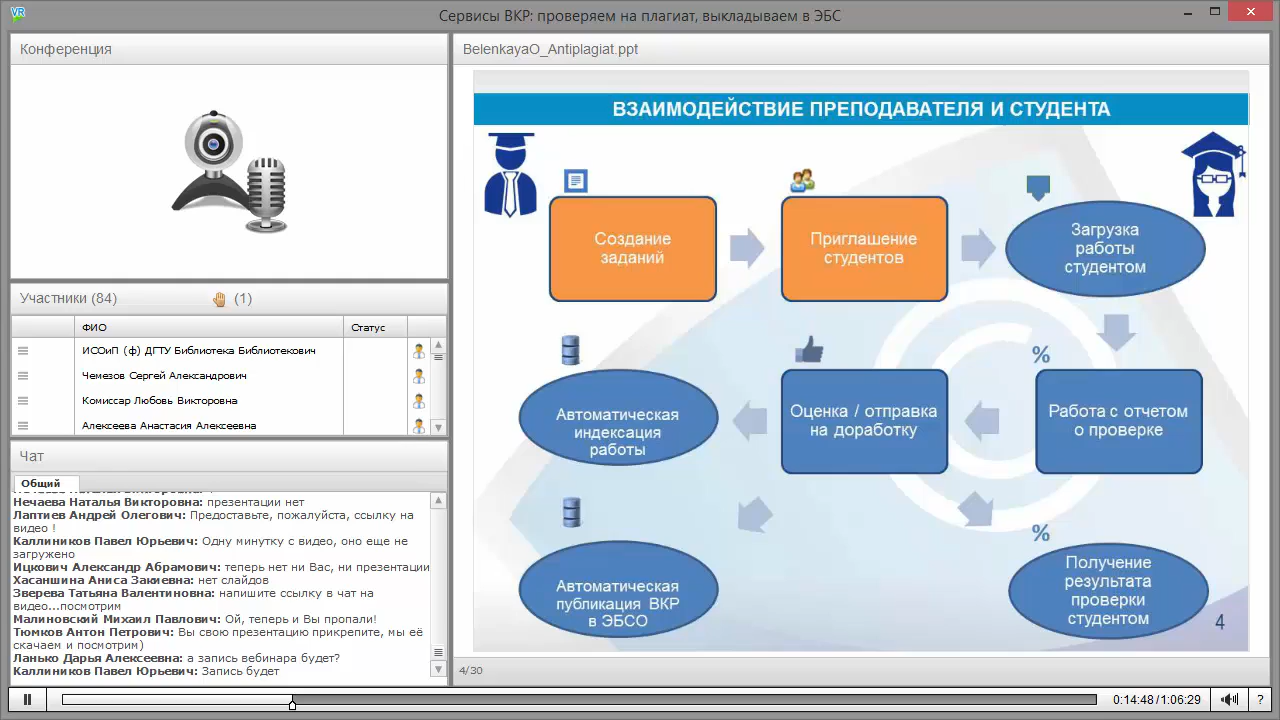 VR
Сервисы ВКР: проверяем на плагиат, выкладываем в ЭБС
Конференция
Участники (84)
(1)
ФИО
Статус
ИСОиП (ф) ДГТУ Библиотека Библиотекович
Чемезов Сергей Александрович
Комиссар Любовь Викторовна
Алексеева Анастасия Алексеевна
Чат
Общий
Нечаева Наталья Викторовна: презентации нет
Лаптиев Андрей Олегович: Предоставьте, пожалуйста, ссылку на
видео !
Каллиников Павел Юрьевич: Одну минутку с видео, оно еще не
загружено
Ицкович Александр Абрамович: теперь нет ни Вас, ни презентации
Хасаншина Аниса Закиевна: нет слайдов
Зверева Татьяна Валентиновна: напишите ссылку в чат на
видео...посмотрим
Малиновский Михаил Павлович: Ой, теперь и Вы пропали!
Тюмков Антон Петрович: Вы свою презентацию прикрепите, мы её
скачаем и посмотрим)
Ланько Дарья Алексеевна: а запись вебинара будет?
Каллиников Павел Юрьевич: Запись будет
BelenkayaO_Antiplagiat.ppt
ВЗАИМОДЕЙСТВИЕ ПРЕПОДАВАТЕЛЯ И СТУДЕНТА
Создание
заданий
Приглашение
студентов
Загрузка
работы
студентом
%
Работа с отчетом
о проверке
Оценка / отправка
на доработку
Автоматическая
индексация
работы
Автоматическая
публикация ВКР
в ЭБСО
%
Получение
результата
проверки
студентом
4
4/30
0:14:48/1:06:29
?